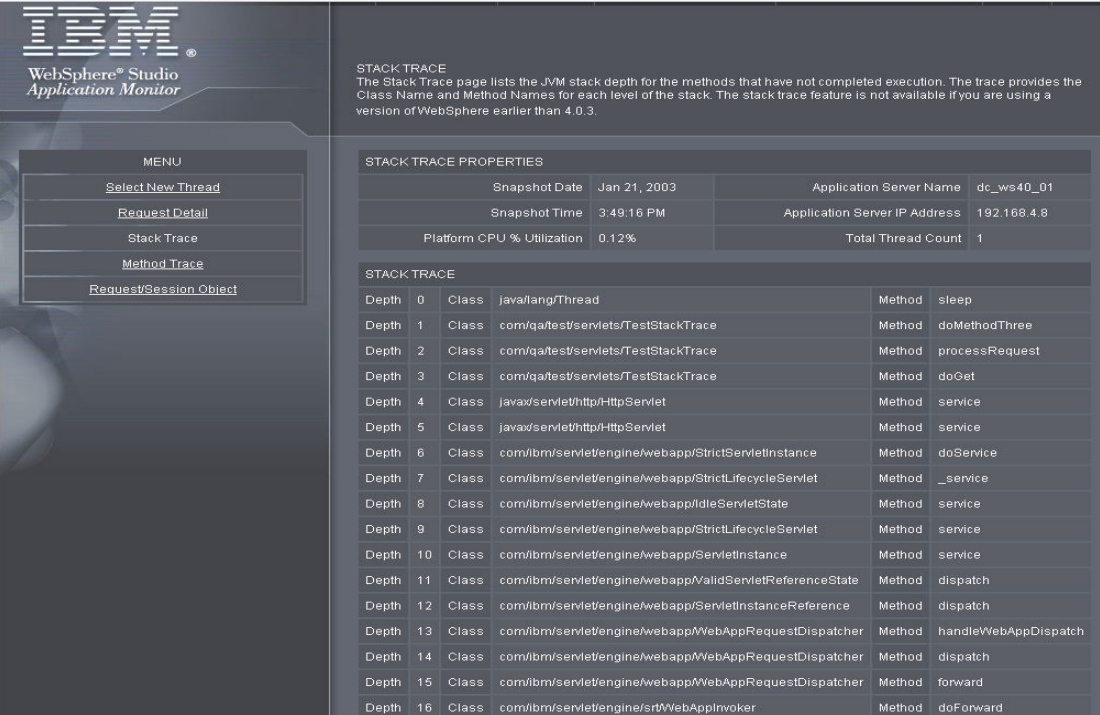 IBM®
WebSphere® Studio
Application Monitor
STACK TRACE
The Stack Trace page lists the JVM stack depth for the methods that have not completed execution. The trace provides the
Class Name and Method Names for each level of the stack. The stack trace feature is not available if you are using a
version of WebSphere earlier than 4.0.3.
MENU
Select New Thread
Request Detail
Stack Trace
Method Trace
Request/Session Object
STACK TRACE PROPERTIES
Snapshot Date Jan 21, 2003 Application Server Name dc_ws40_01
Snapshot Time 3:49:16 PM Application Server IP Address 192.168.4.8
Platform CPU % Utilization 0.12% Total Thread Count 1
STACK TRACE
Depth 0 Class java/lang/Thread Method sleep
Depth 1 Class com/qa/test/servlets/TestStackTrace Method doMethodThree
Depth 2 Class com/qa/test/servlets/TestStackTrace Method processRequest
Depth 3 Class com/qa/test/servlets/TestStackTrace Method doGet
Depth 4 Class javax/servlet/http/HttpServlet Method service
Depth 5 Class javax/servlet/http/HttpServlet Method service
Depth 6 Class com/ibm/servlet/engine/webapp/StrictServletInstance Method doService
Depth 7 Class com/ibm/servlet/engine/webapp/StrictLifecycleServlet Method _service
Depth 8 Class com/ibm/servlet/engine/webapp/IdleServletState Method service
Depth 9 Class com/ibm/servlet/engine/webapp/StrictLifecycleServlet Method service
Depth 10 Class com/ibm/servlet/engine/webapp/ServletInstance Method service
Depth 11 Class com/ibm/servlet/engine/webapp/ValidServletReferenceState Method dispatch
Depth 12 Class com/ibm/servlet/engine/webapp/ServletInstanceReference Method dispatch
Depth 13 Class com/ibm/servlet/engine/webapp/WebAppRequestDispatcher Method handleWebAppDispatch
Depth 14 Class com/ibm/servlet/engine/webapp/WebAppRequestDispatcher Method dispatch
Depth 15 Class com/ibm/servlet/engine/webapp/WebAppRequestDispatcher Method forward
Depth 16 Class com/ibm/servlet/engine/srt/WebAppInvoker Method doForward